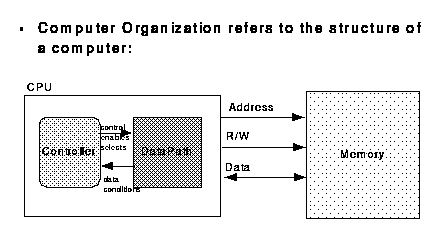 • Computer Organization refers to the structure of
a computer:
CPU
Controller
control
enables
selects
DataPath
data
conditions
Address
R/W
Data
Memory